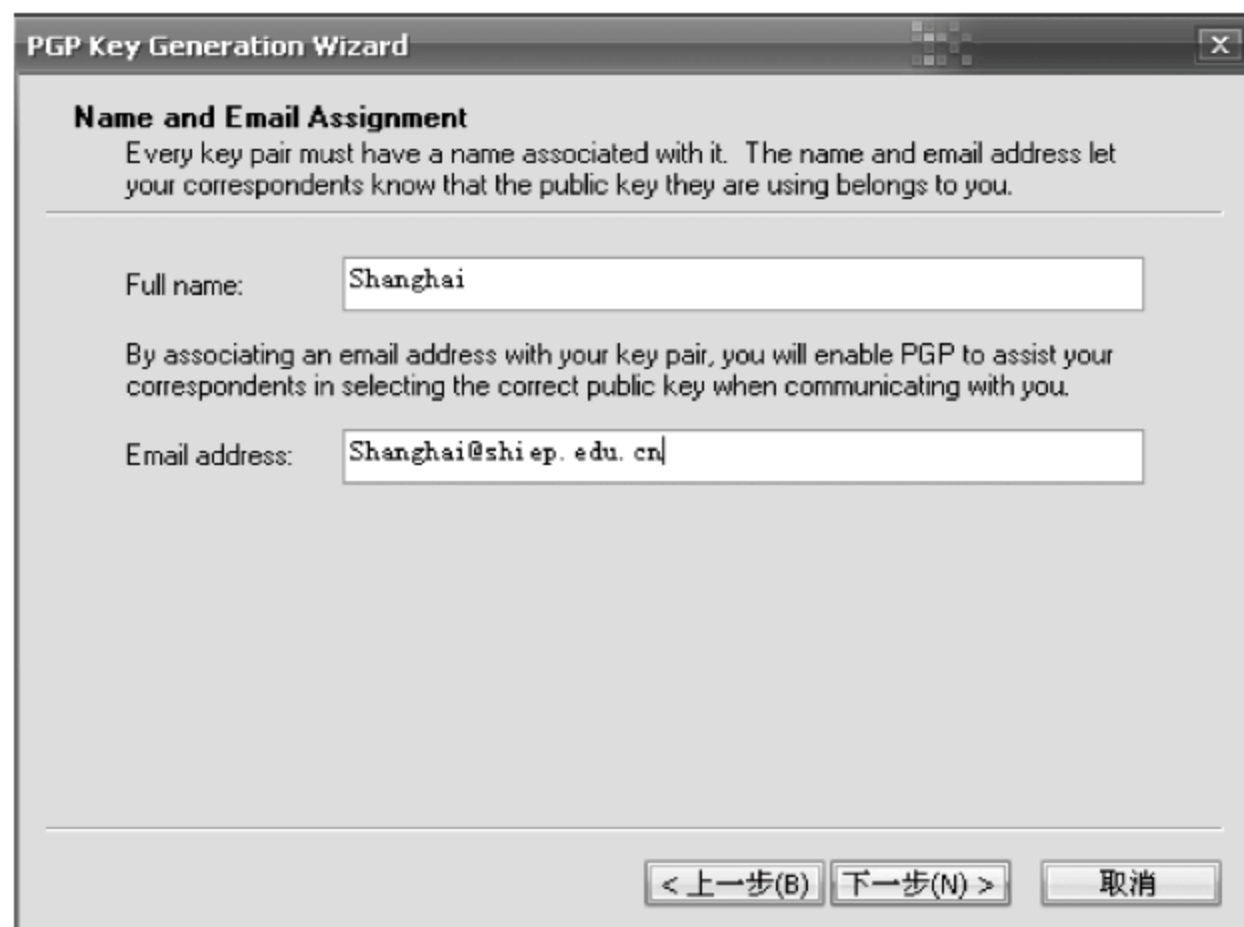 PGP Key Generation Wizard
Name and Email Assignment
Every key pair must have a name associated with it. The name and email address let
your correspondents know that the public key they are using belongs to you.
Full name:
Shanghai
By associating an email address with your key pair, you will enable PGP to assist your
correspondents in selecting the correct public key when communicating with you.
Email address:
Shanghai@shiep.edu.cn
< 上一步(B) 下一步(N) > 取消